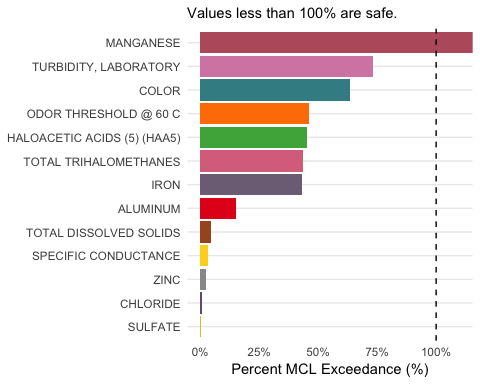 Values less than 100% are safe.
MANGANESE
TURBIDITY, LABORATORY
COLOR
ODOR THRESHOLD @ 60 C
HALOACETIC ACIDS (5) (HAA5)
TOTAL TRIHALOMETHANES
IRON
ALUMINUM
TOTAL DISSOLVED SOLIDS
SPECIFIC CONDUCTANCE
ZINC
CHLORIDE
SULFATE
0% 25% 50% 75% 100%
Percent MCL Exceedance (%)